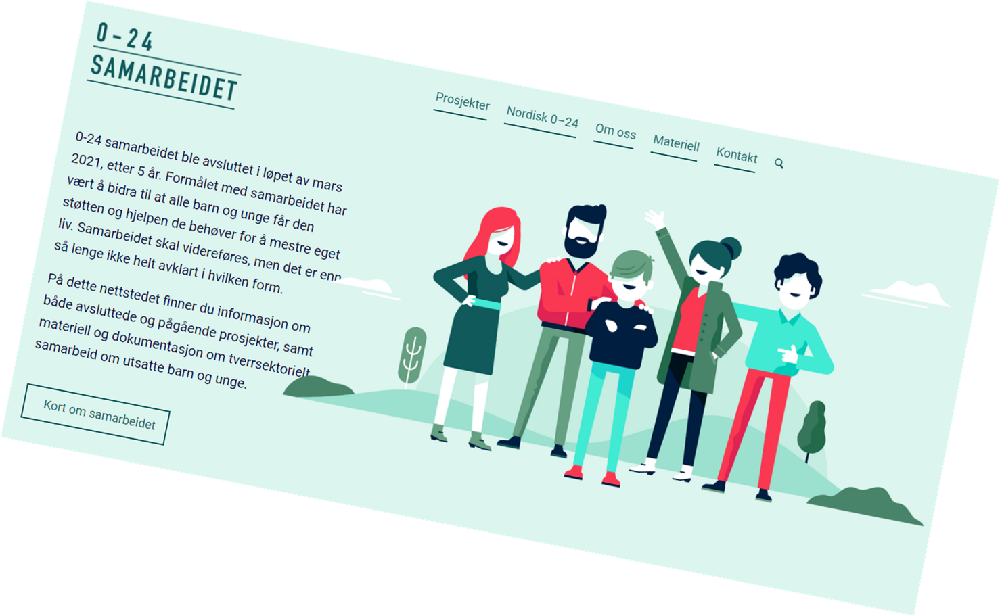 0-24
SAMARBEIDET
Prosjekter Nordisk 0–24 Om oss Materiell Kontakt
0-24 samarbeidet ble avsluttet i løpet av mars
2021, etter 5 år. Formålet med samarbeidet har
vært å bidra til at alle barn og unge får den
støtten og hjelpen de behøver for å mestre eget
liv. Samarbeidet skal videreføres, men det er enn
så lenge ikke helt avklart i hvilken form.
På dette nettstedet finner du informasjon om
både avsluttede og pågående prosjekter, samt
materiell og dokumentasjon om tverrsektorielt
samarbeid om utsatte barn og unge.
Kort om samarbeidet